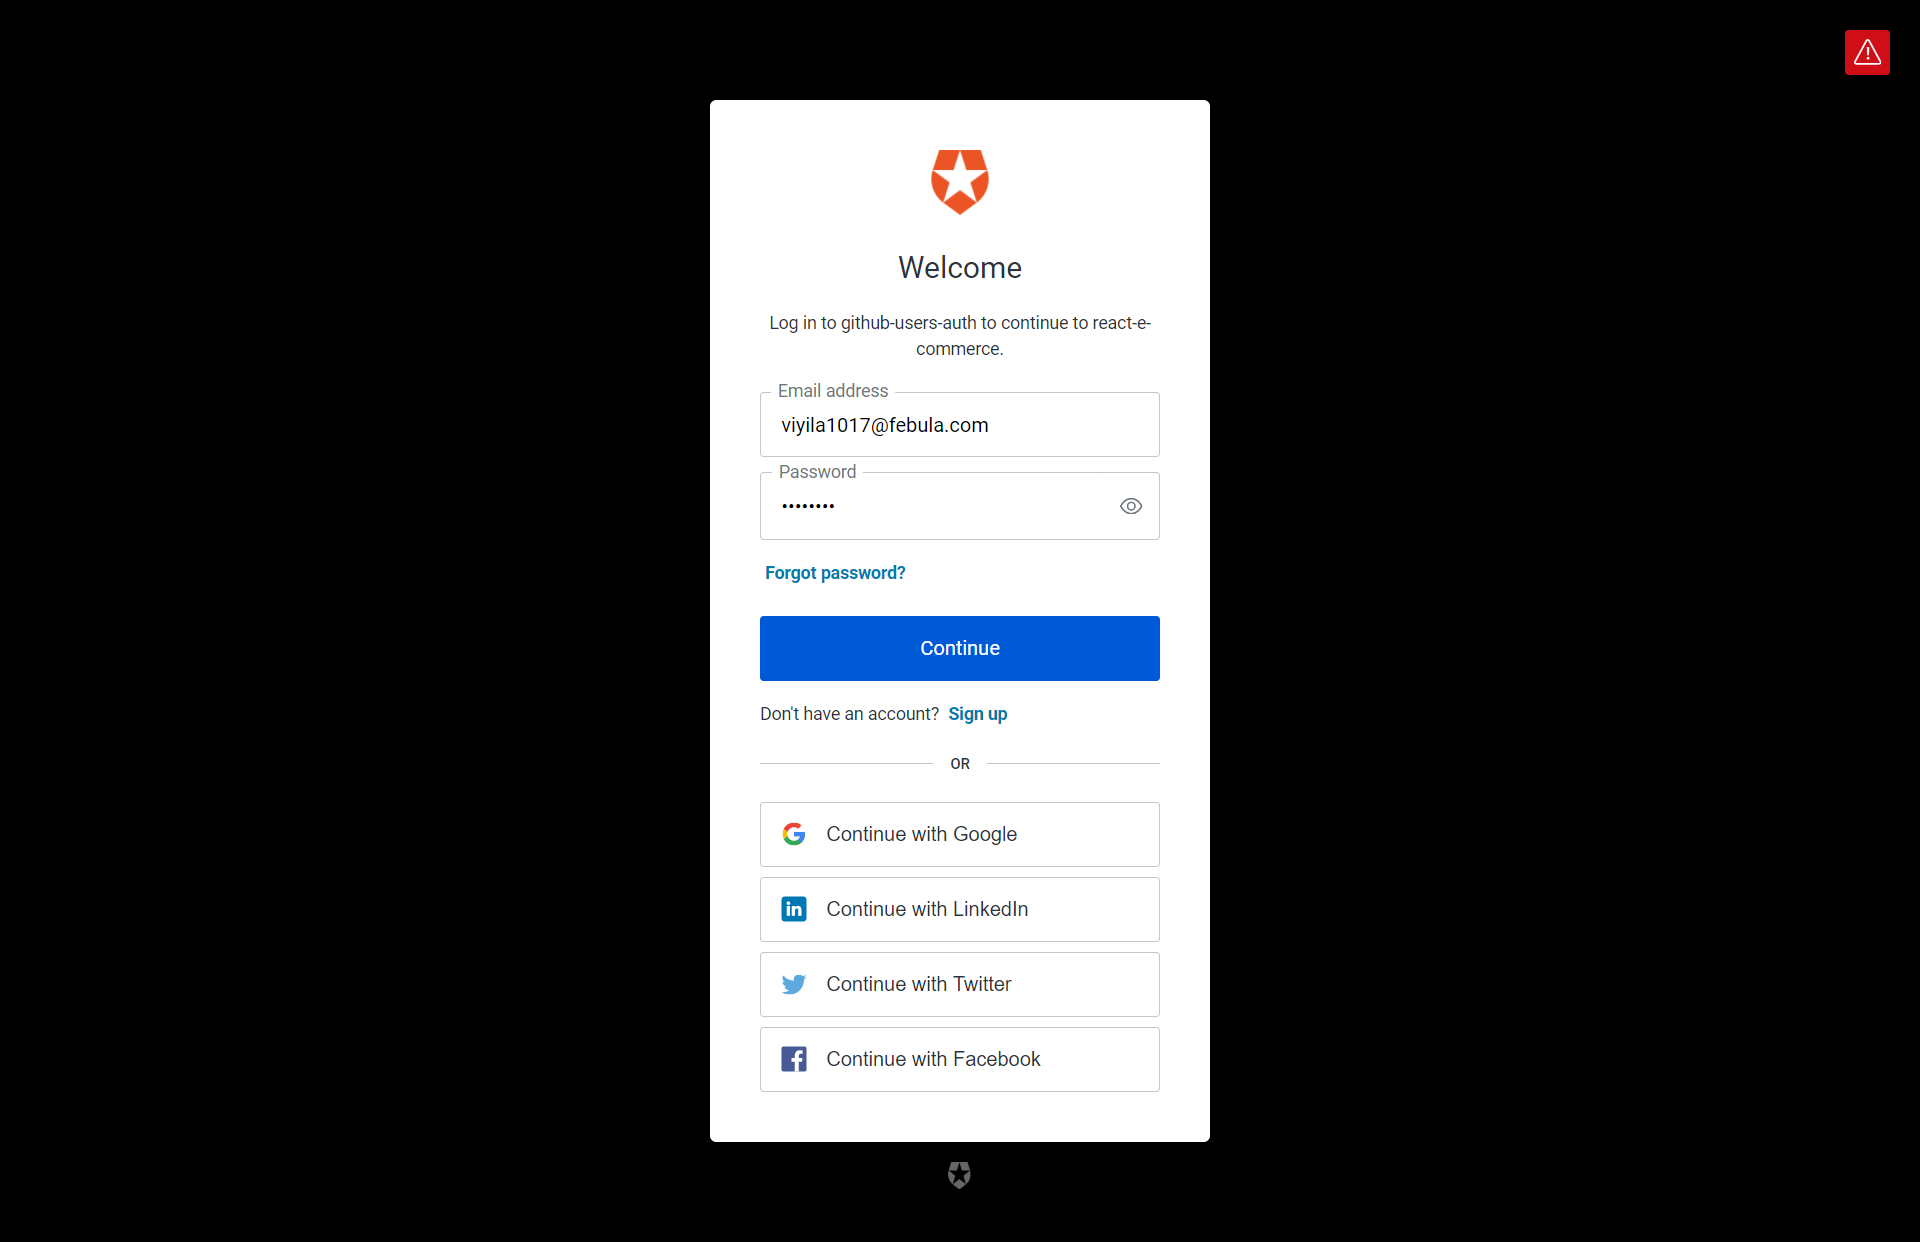 Welcome
Log in to github-users-auth to continue to react-e-
commerce.
Email address
viyila1017@febula.com
Password
••••••••
Forgot password?
Continue
Don't have an account? Sign up
OR
Continue with Google
Continue with LinkedIn
Continue with Twitter
Continue with Facebook